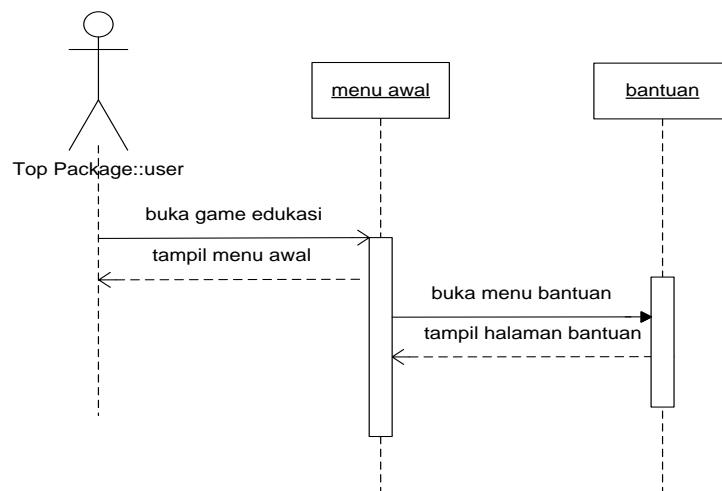 menu awal
bantuan
Top Package::user
buka game edukasi
tampil menu awal
buka menu bantuan
tampil halaman bantuan